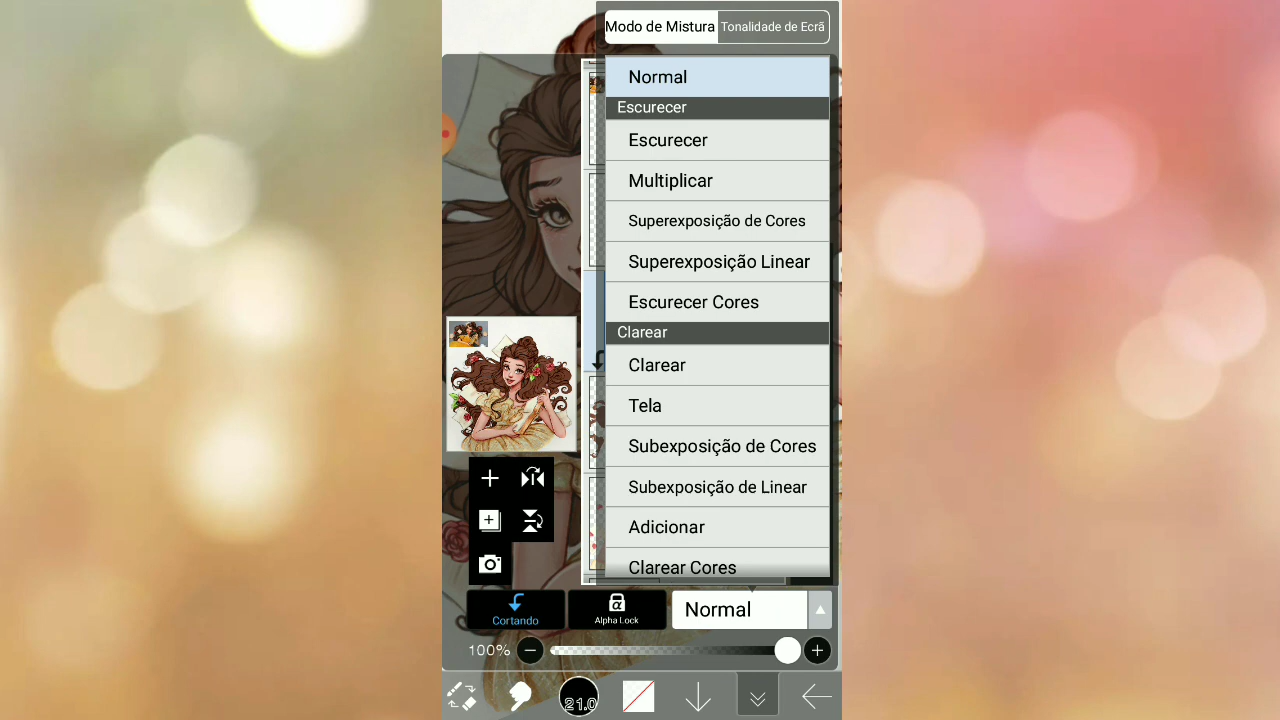 Modo de Mistura
Tonalidade de Ecrã
Normal
Escurecer
Escurecer
Multiplicar
Superexposição de Cores
Superexposição Linear
Escurecer Cores
Clarear
Clarear
Tela
Subexposição de Cores
Subexposição de Linear
Adicionar
Clarear Cores
Cortando
α
Alpha Lock
Normal
100%
21.0